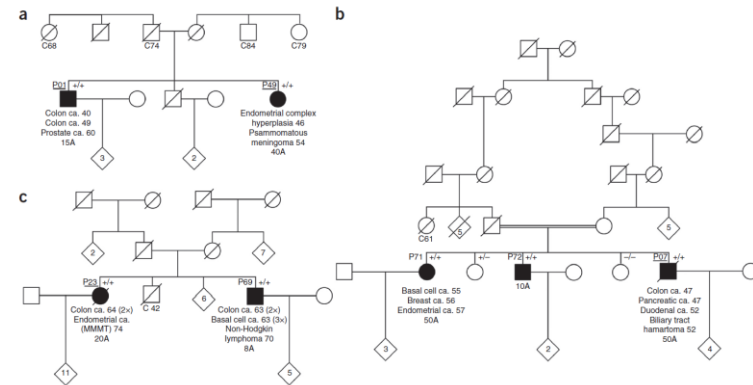 a
C68
C74
C84
C79
P01 +/+
P49 +/+
Colon ca. 40
Colon ca. 49
Prostate ca. 60
15A
Endometrial complex
hyperplasia 46
Psammomatous
meningoma 54
40A
3
2
b
C61
5
5
P71 +/+
+/−
P72 +/+
−/−
P07 +/+
Basal cell ca. 55
Breast ca. 56
Endometrial ca. 57
50A
10A
Colon ca. 47
Pancreatic ca. 47
Duodenal ca. 52
Biliary tract
hamartoma 52
50A
3
2
4
c
2
7
P23 +/+
C 42
6
P69 +/+
Colon ca. 64 (2×)
Endometrial ca.
(MMMT) 74
20A
Colon ca. 63 (2×)
Basal cell ca. 63 (3×)
Non-Hodgkin
lymphoma 70
8A
11
5